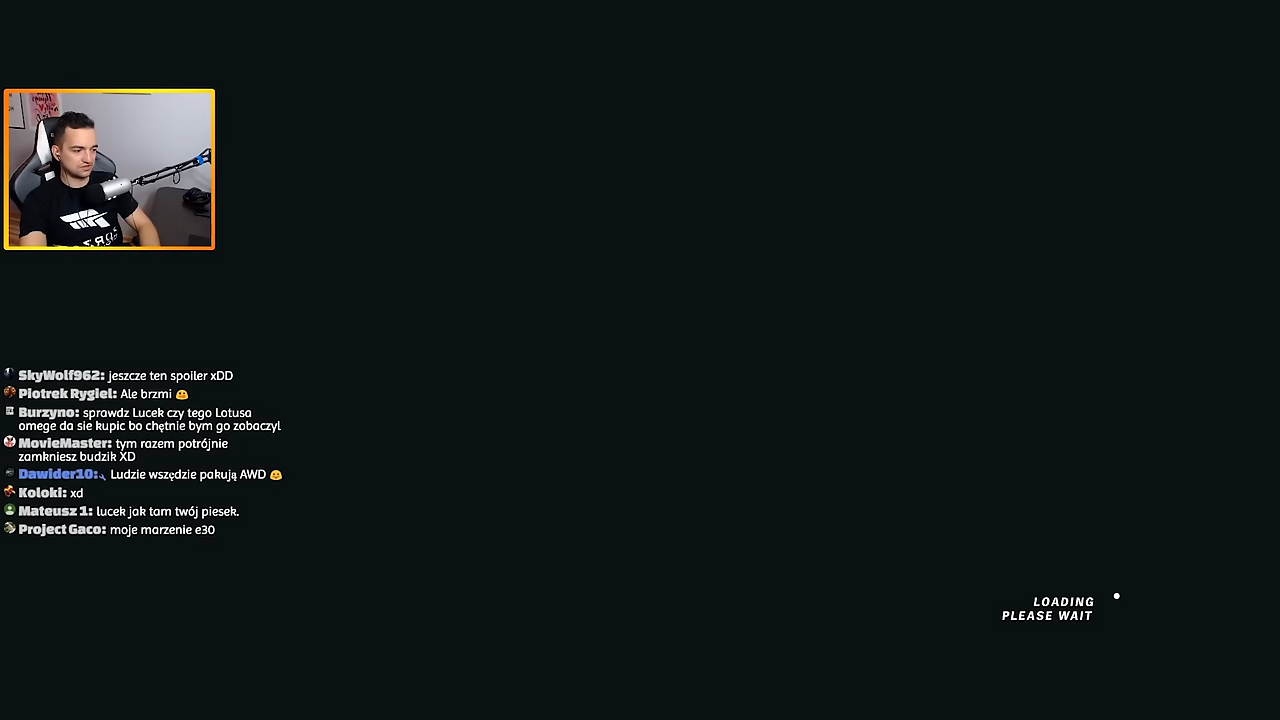 SkyWolf962: jeszcze ten spoiler xDD
Piotrek Rygiel: Ale brzmi
Burzyno: sprawdz Lucek czy tego Lotusa
omege da sie kupic bo chętnie bym go zobaczyl
MovieMaster: tym razem potrójnie
zamkniesz budzik XD
Dawider10: Ludzie wszędzie pakują AWD
Koloki: xd
Mateusz 1: lucek jak tam twój piesek.
Project Gaco: moje marzenie e30
LOADING
PLEASE WAIT